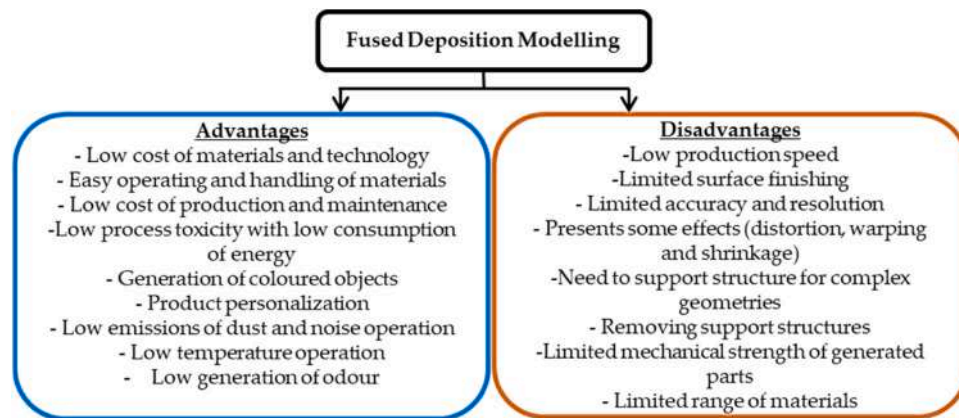 Fused Deposition Modelling
Advantages
- Low cost of materials and technology
- Easy operating and handling of materials
- Low cost of production and maintenance
-Low process toxicity with low consumption
of energy
- Generation of coloured objects
- Product personalization
- Low emissions of dust and noise operation
- Low temperature operation
- Low generation of odour
Disadvantages
-Low production speed
-Limited surface finishing
- Limited accuracy and resolution
- Presents some effects (distortion, warping
and shrinkage)
-Need to support structure for complex
geometries
- Removing support structures
-Limited mechanical strength of generated
parts
- Limited range of materials